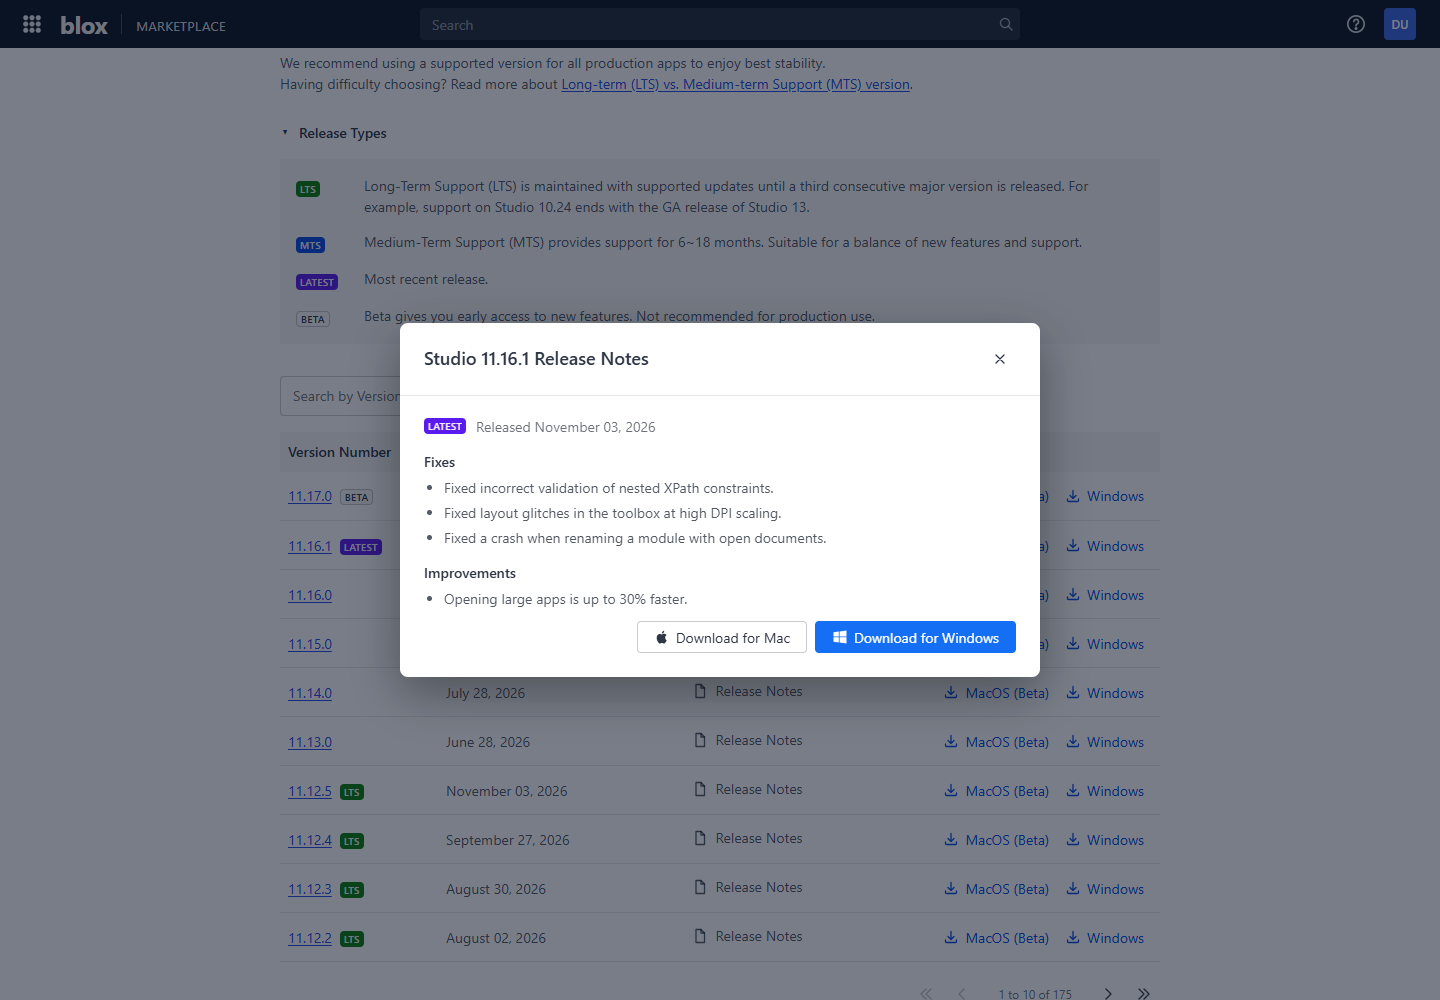 blox MARKETPLACE Search DU
We recommend using a supported version for all production apps to enjoy best stability.
Having difficulty choosing? Read more about Long-term (LTS) vs. Medium-term Support (MTS) version.
Release Types
LTS Long-Term Support (LTS) is maintained with supported updates until a third consecutive major version is released. For
example, support on Studio 10.24 ends with the GA release of Studio 13.
MTS Medium-Term Support (MTS) provides support for 6~18 months. Suitable for a balance of new features and support.
LATEST Most recent release.
BETA Beta gives you early access to new features. Not recommended for production use.
Search by Version
Version Number
11.17.0 BETA Windows
11.16.1 LATEST Windows
11.16.0 Windows
11.15.0 Windows
Studio 11.16.1 Release Notes
LATEST Released November 03, 2026
Fixes
Fixed incorrect validation of nested XPath constraints.
Fixed layout glitches in the toolbox at high DPI scaling.
Fixed a crash when renaming a module with open documents.
Improvements
Opening large apps is up to 30% faster.
Download for Mac Download for Windows
11.14.0 July 28, 2026 Release Notes MacOS (Beta) Windows
11.13.0 June 28, 2026 Release Notes MacOS (Beta) Windows
11.12.5 LTS November 03, 2026 Release Notes MacOS (Beta) Windows
11.12.4 LTS September 27, 2026 Release Notes MacOS (Beta) Windows
11.12.3 LTS August 30, 2026 Release Notes MacOS (Beta) Windows
11.12.2 LTS August 02, 2026 Release Notes MacOS (Beta) Windows
1 to 10 of 175